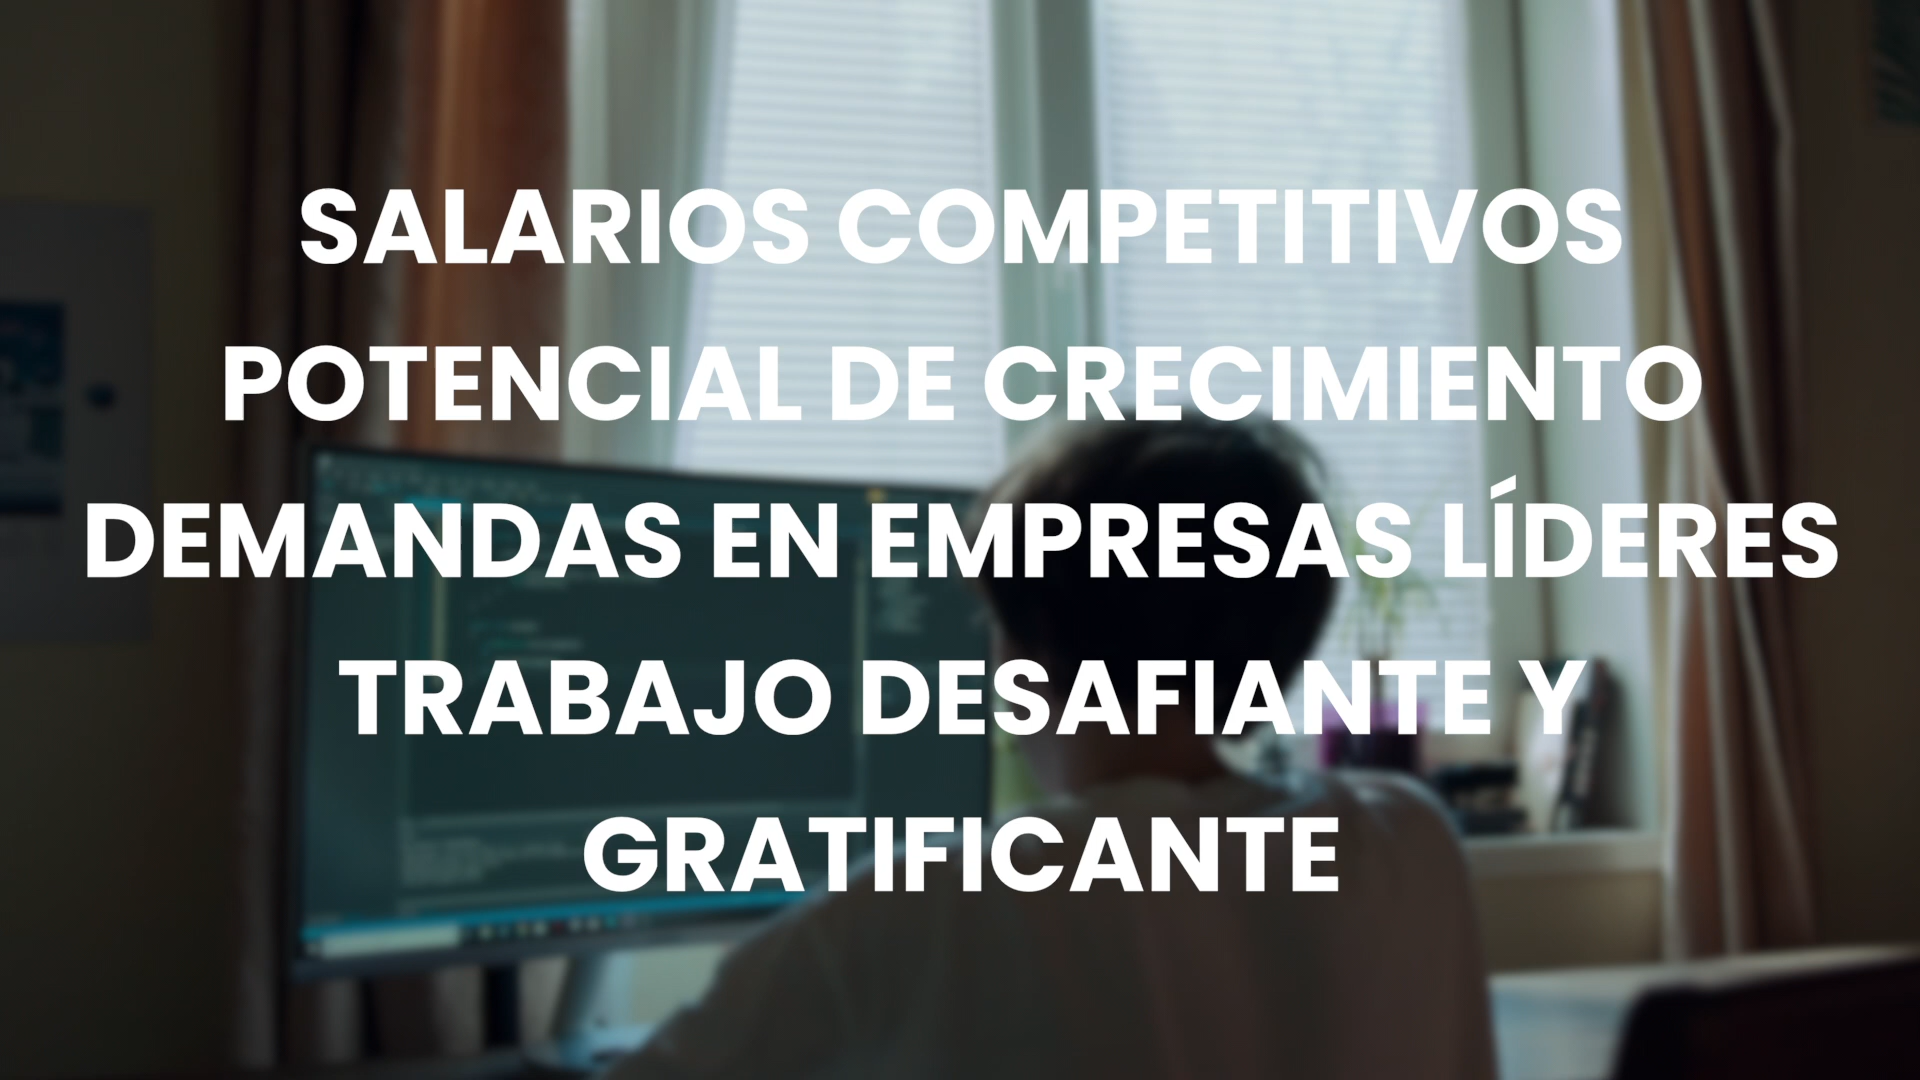 SALARIOS COMPETITIVOS
POTENCIAL DE CRECIMIENTO
DEMANDAS EN EMPRESAS LÍDERES
TRABAJO DESAFIANTE Y
GRATIFICANTE